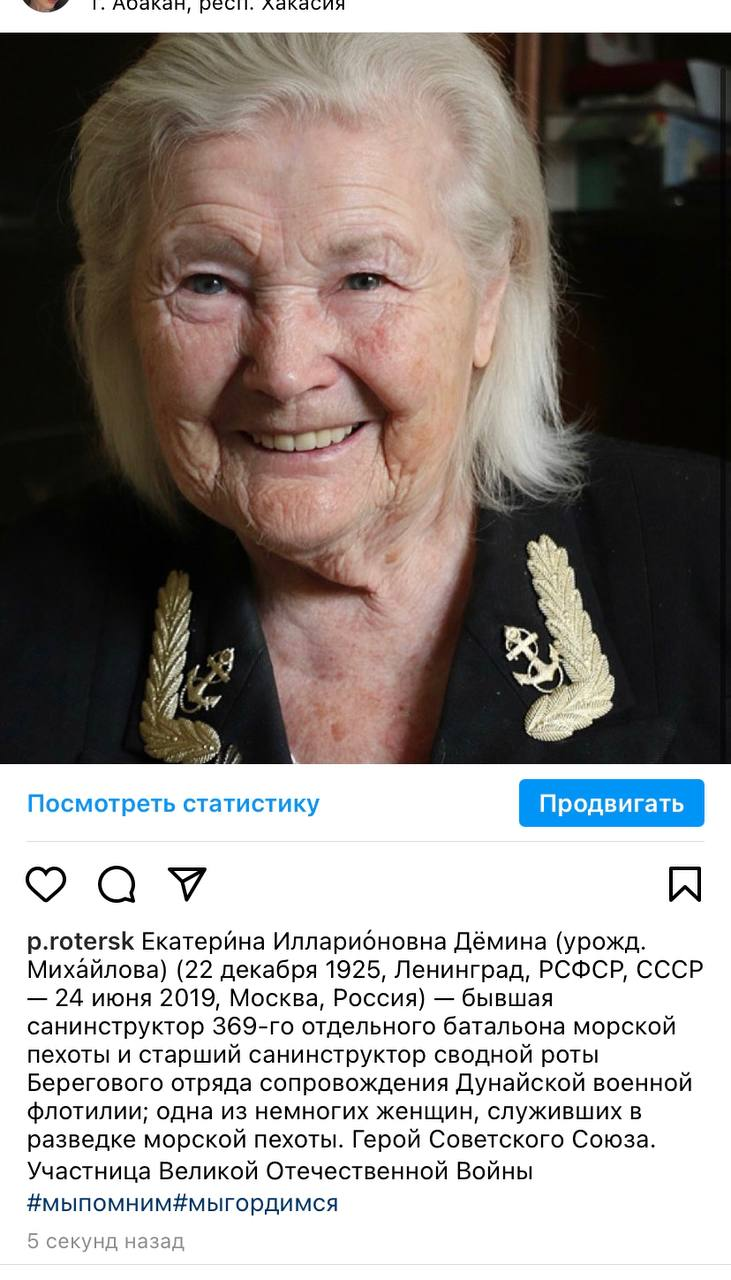 г. Абакан, респ. Хакасия
Посмотреть статистику
Продвигать
p.rotersk Екатери́на Илларио́новна Дёмина (урожд.
Миха́йлова) (22 декабря 1925, Ленинград, РСФСР, СССР
— 24 июня 2019, Москва, Россия) — бывшая
санинструктор 369-го отдельного батальона морской
пехоты и старший санинструктор сводной роты
Берегового отряда сопровождения Дунайской военной
флотилии; одна из немногих женщин, служивших в
разведке морской пехоты. Герой Советского Союза.
Участница Великой Отечественной Войны
#мыпомним#мыгордимся
5 секунд назад